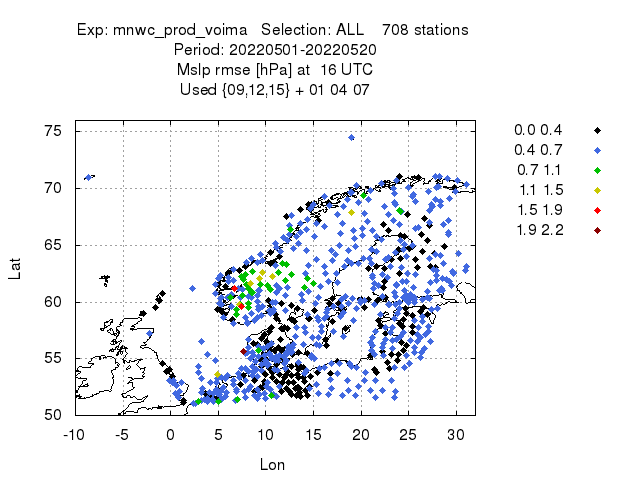 Exp: mnwc_prod_voima   Selection: ALL    708 stations
Period: 20220501-20220520
Mslp rmse [hPa] at  16 UTC
Used {09,12,15} + 01 04 07
0.0 0.4
0.4 0.7
0.7 1.1
1.1 1.5
1.5 1.9
1.9 2.2
Lat
75
70
65
60
55
50
-10 -5 0 5 10 15 20 25 30
Lon